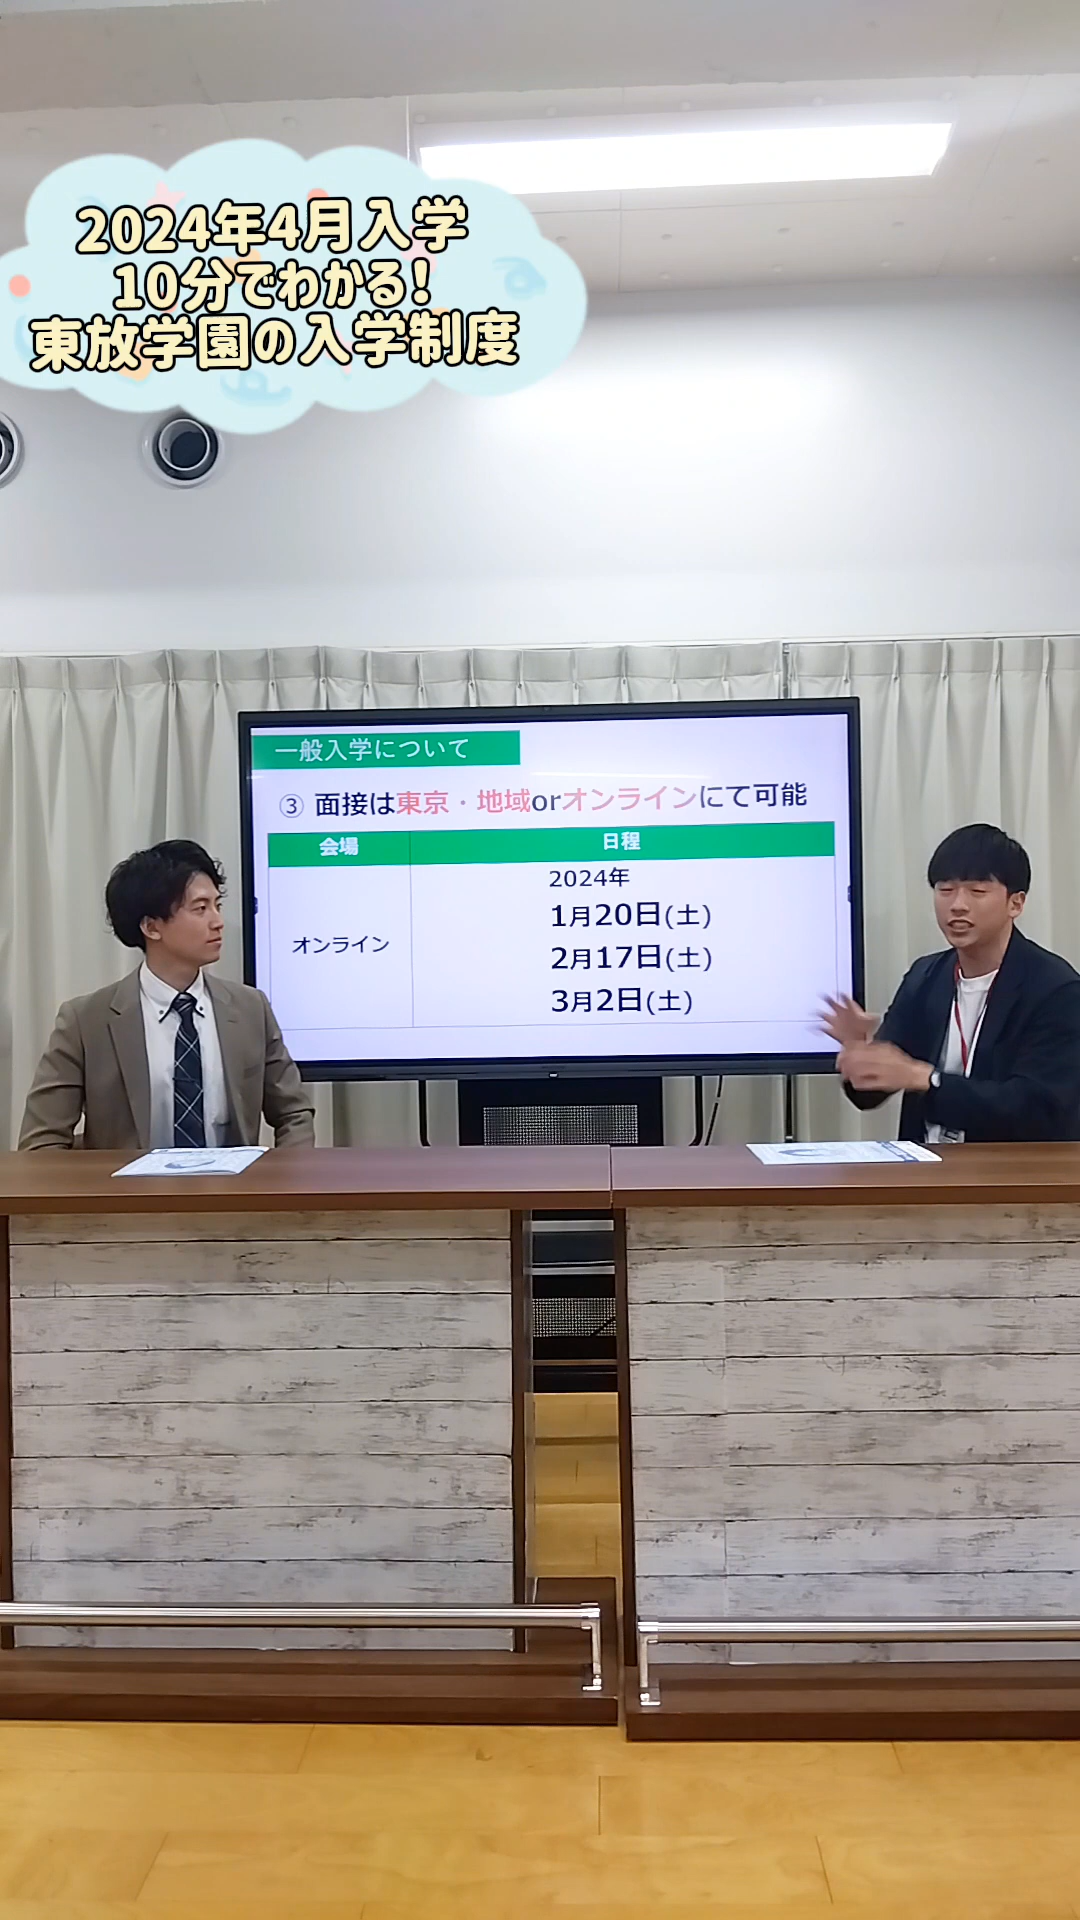 2024年4月入学
10分でわかる!
東放学園の入学制度
一般入学について
③ 面接は東京・地域orオンラインにて可能
会場 日程
オンライン
2024年
1月20日(土)
2月17日(土)
3月2日(土)